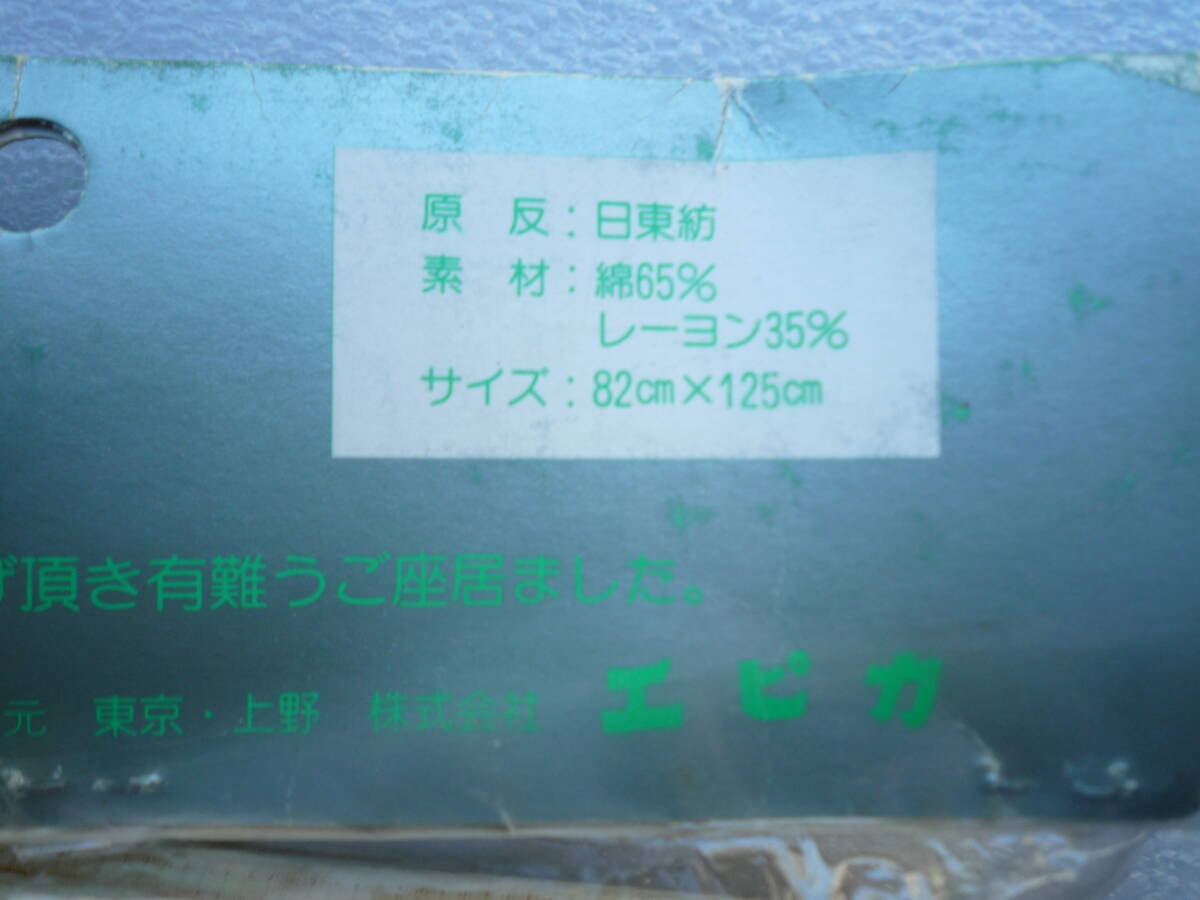 原 反：日東紡
素 材：綿65%
レーヨン35%
サイズ：82cm×125cm
げ頂き有難うご座居ました。
元 東京・上野 株式会社 エピカ